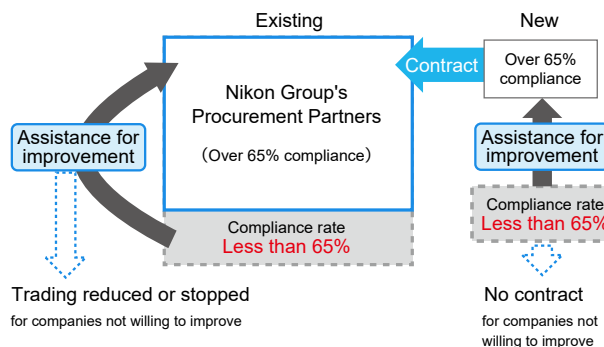 Existing
New
Nikon Group's
Procurement Partners
（Over 65% compliance）
Contract
Over 65%
compliance
Assistance for
improvement
Assistance for
improvement
Compliance rate
Less than 65%
Compliance rate
Less than 65%
Trading reduced or stopped
for companies not willing to improve
No contract
for companies not
willing to improve